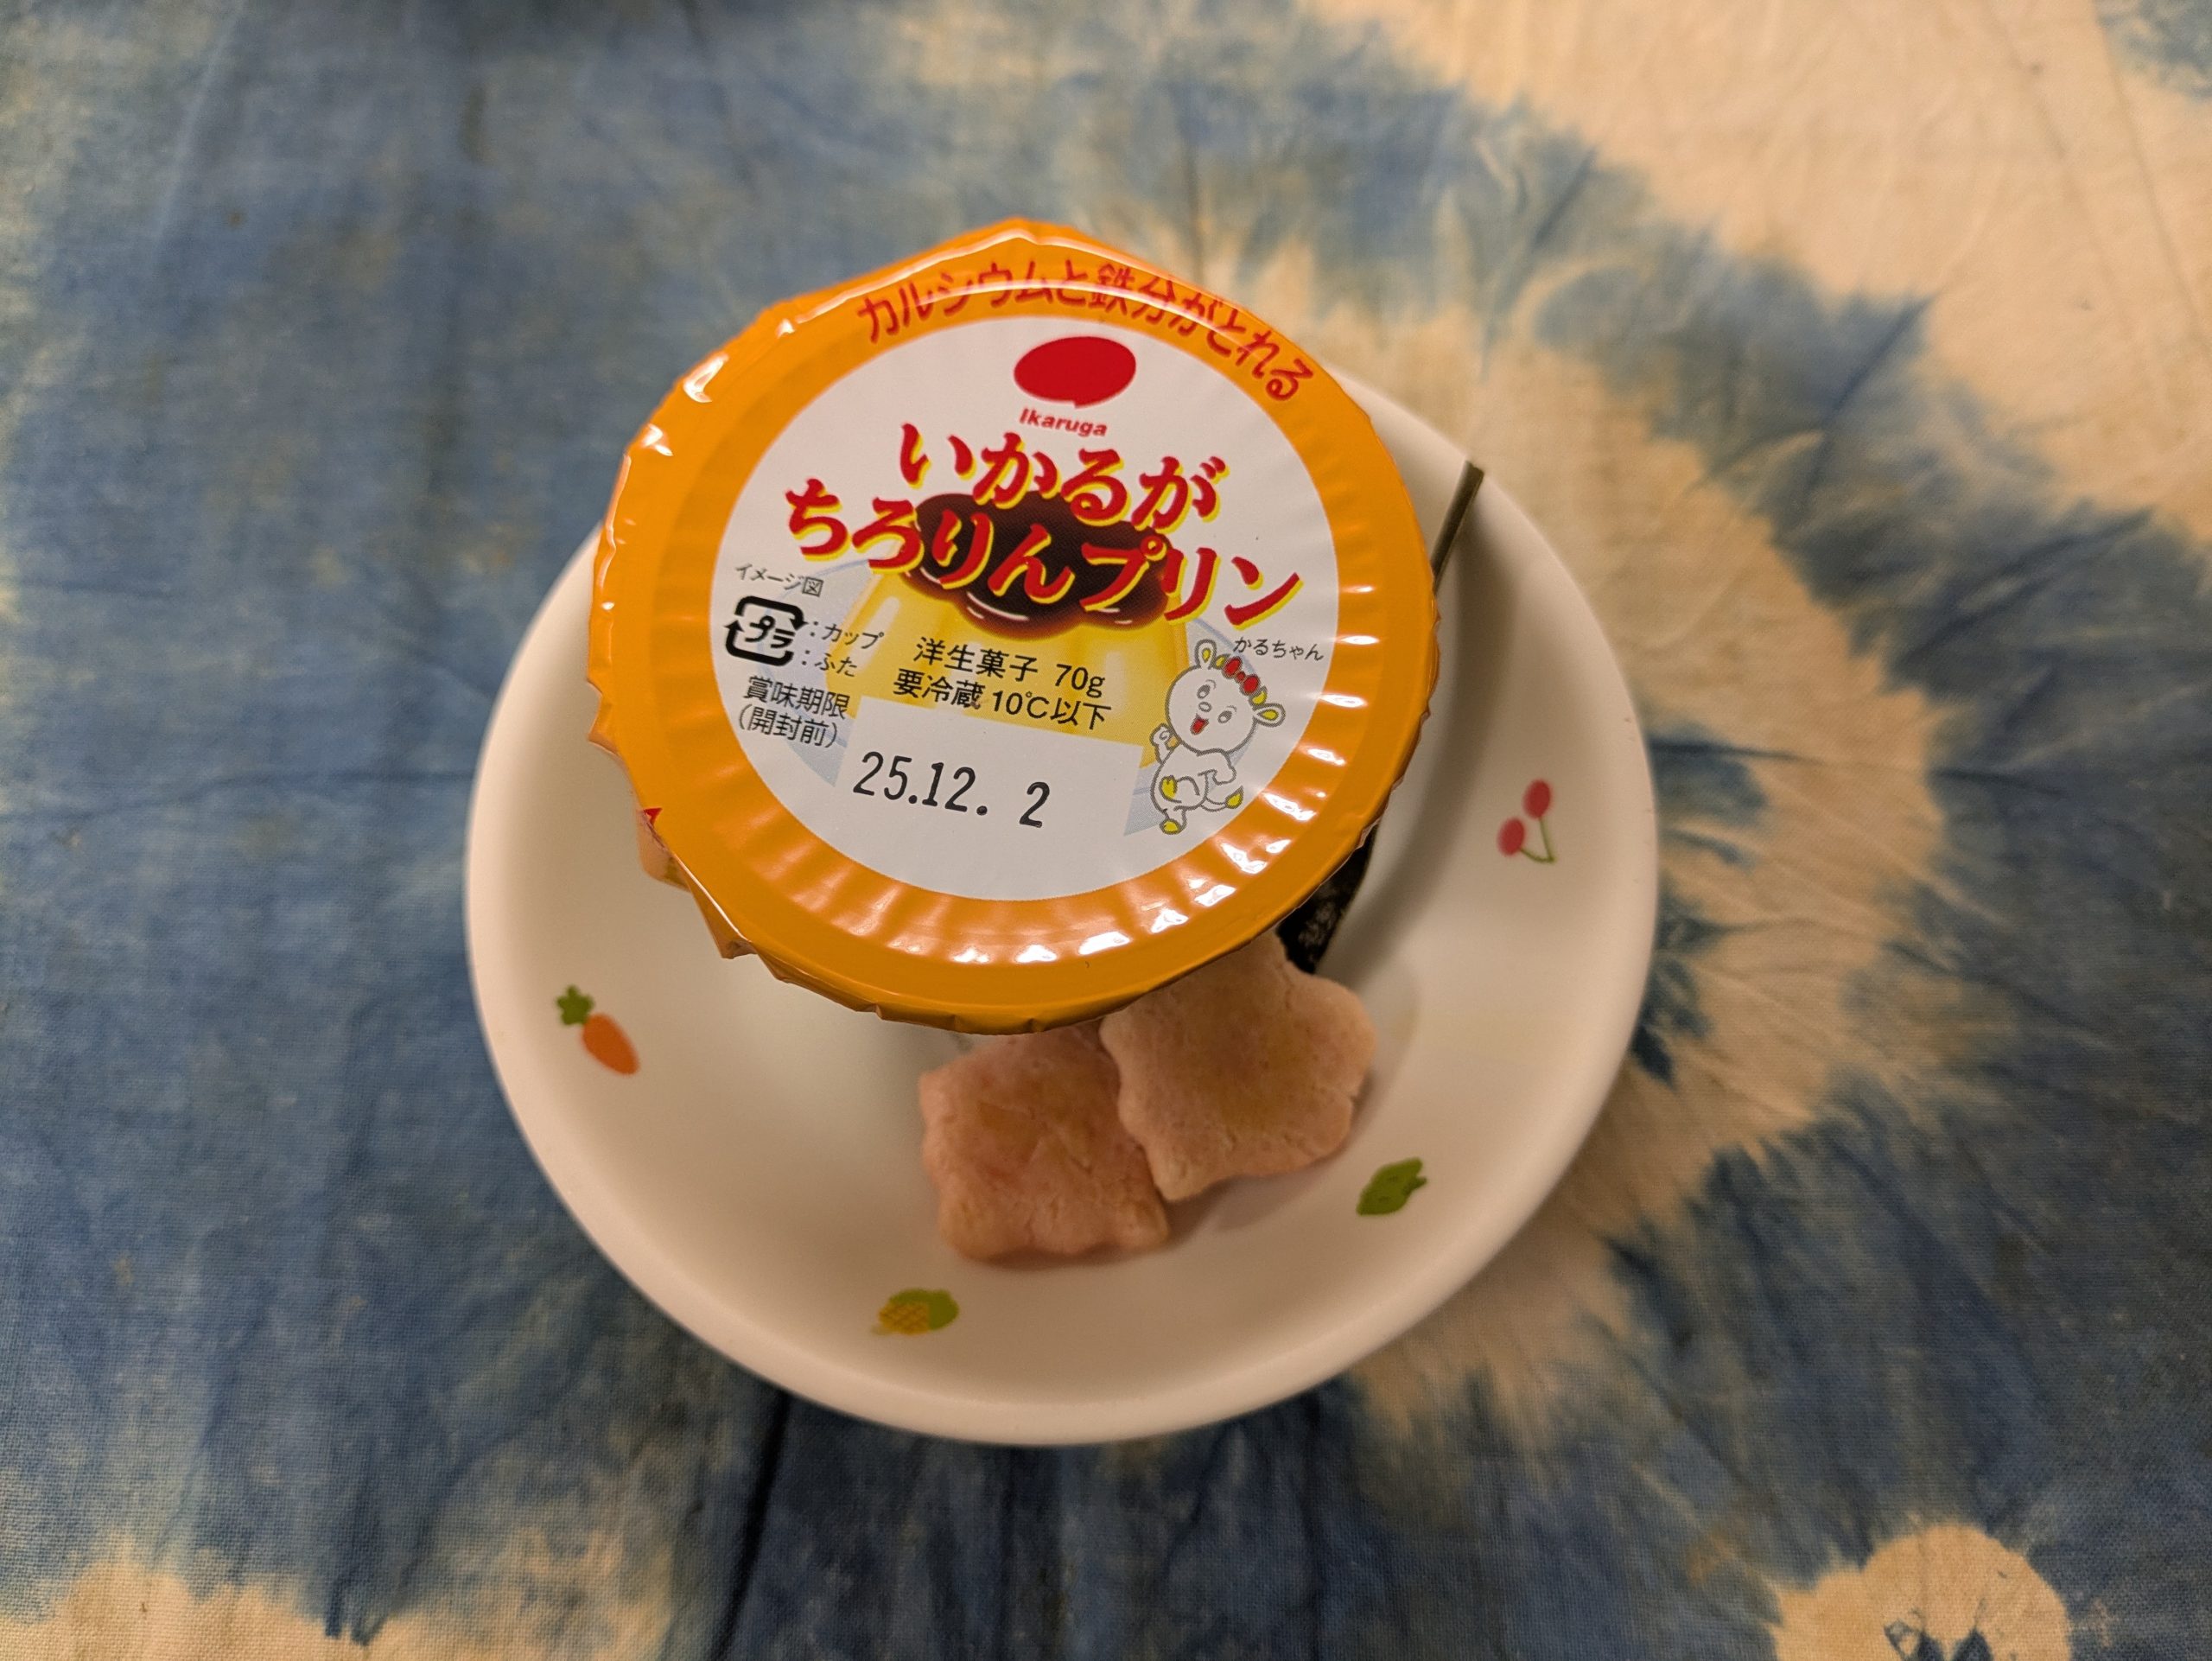 カルシウムと鉄分がとれる
Ikaruga
いかるが
ちろりんプリン
イメージ図
プラ:カップ
:ふた
かるちゃん
洋生菓子 70g
要冷蔵10℃以下
賞味期限
(開封前)
25.12. 2